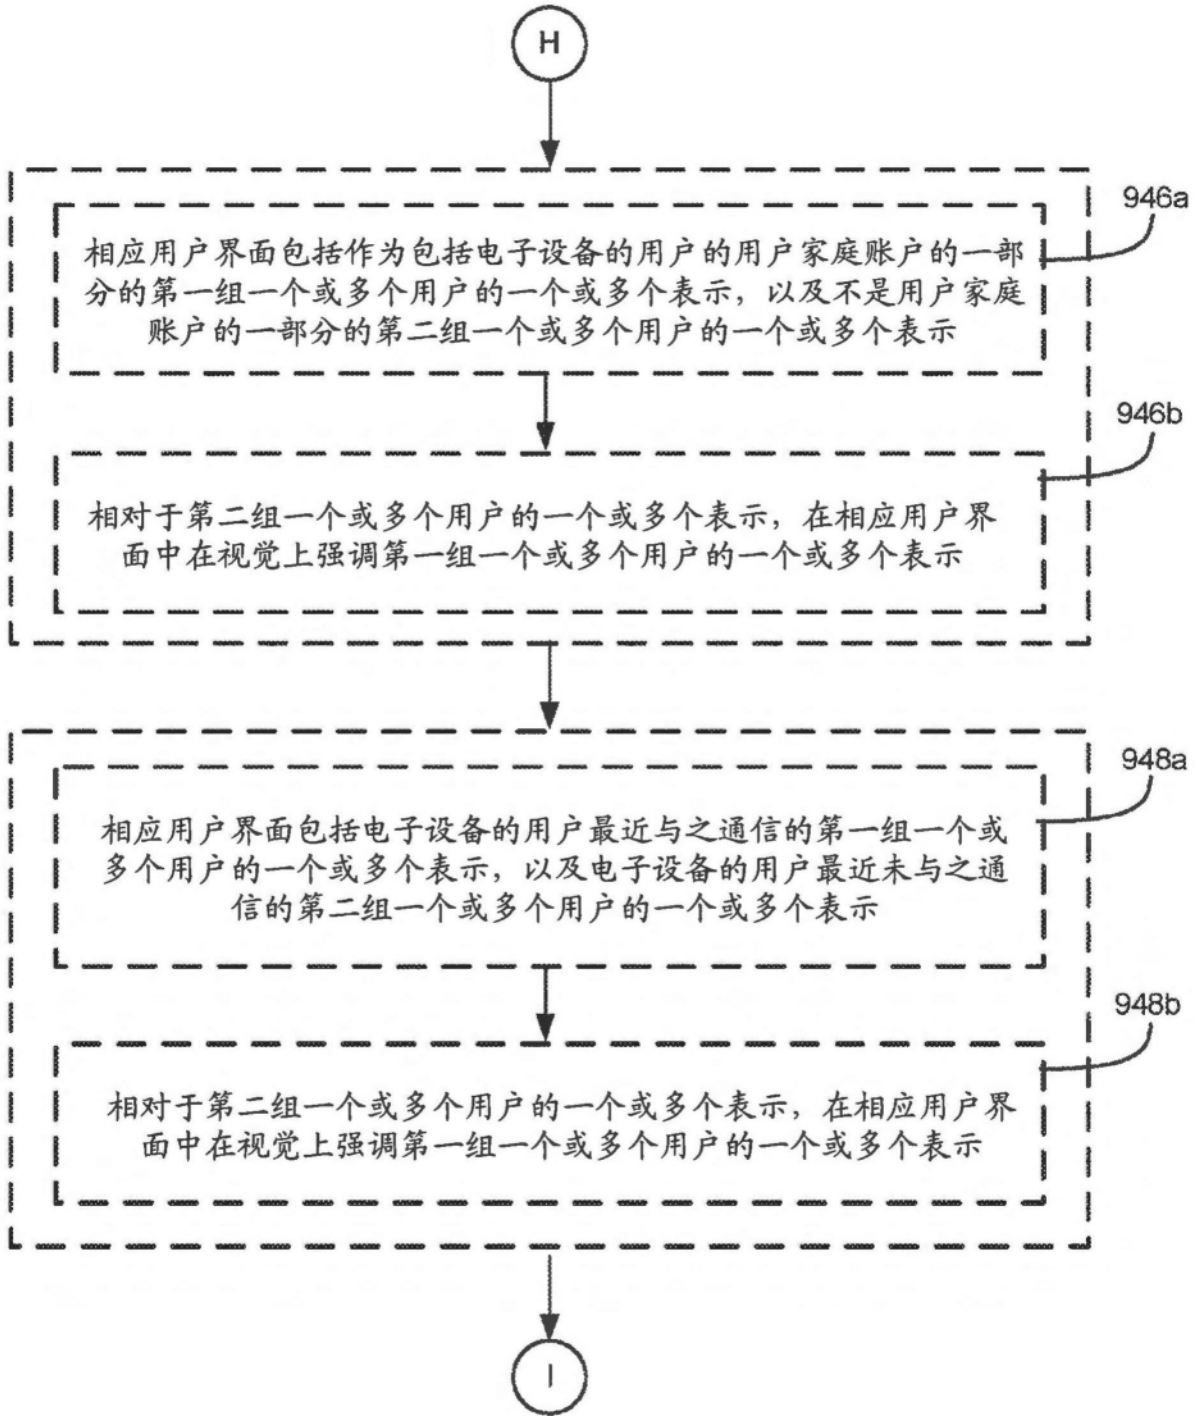 H
946a
相应用户界面包括作为包括电子设备的用户的用户家庭账户的一部
分的第一组一个或多个用户的一个或多个表示，以及不是用户家庭
账户的一部分的第二组一个或多个用户的一个或多个表示
946b
相对于第二组一个或多个用户的一个或多个表示，在相应用户界
面中在视觉上强调第一组一个或多个用户的一个或多个表示
948a
相应用户界面包括电子设备的用户最近与之通信的第一组一个或
多个用户的一个或多个表示，以及电子设备的用户最近未与之通
信的第二组一个或多个用户的一个或多个表示
948b
相对于第二组一个或多个用户的一个或多个表示，在相应用户界
面中在视觉上强调第一组一个或多个用户的一个或多个表示
I